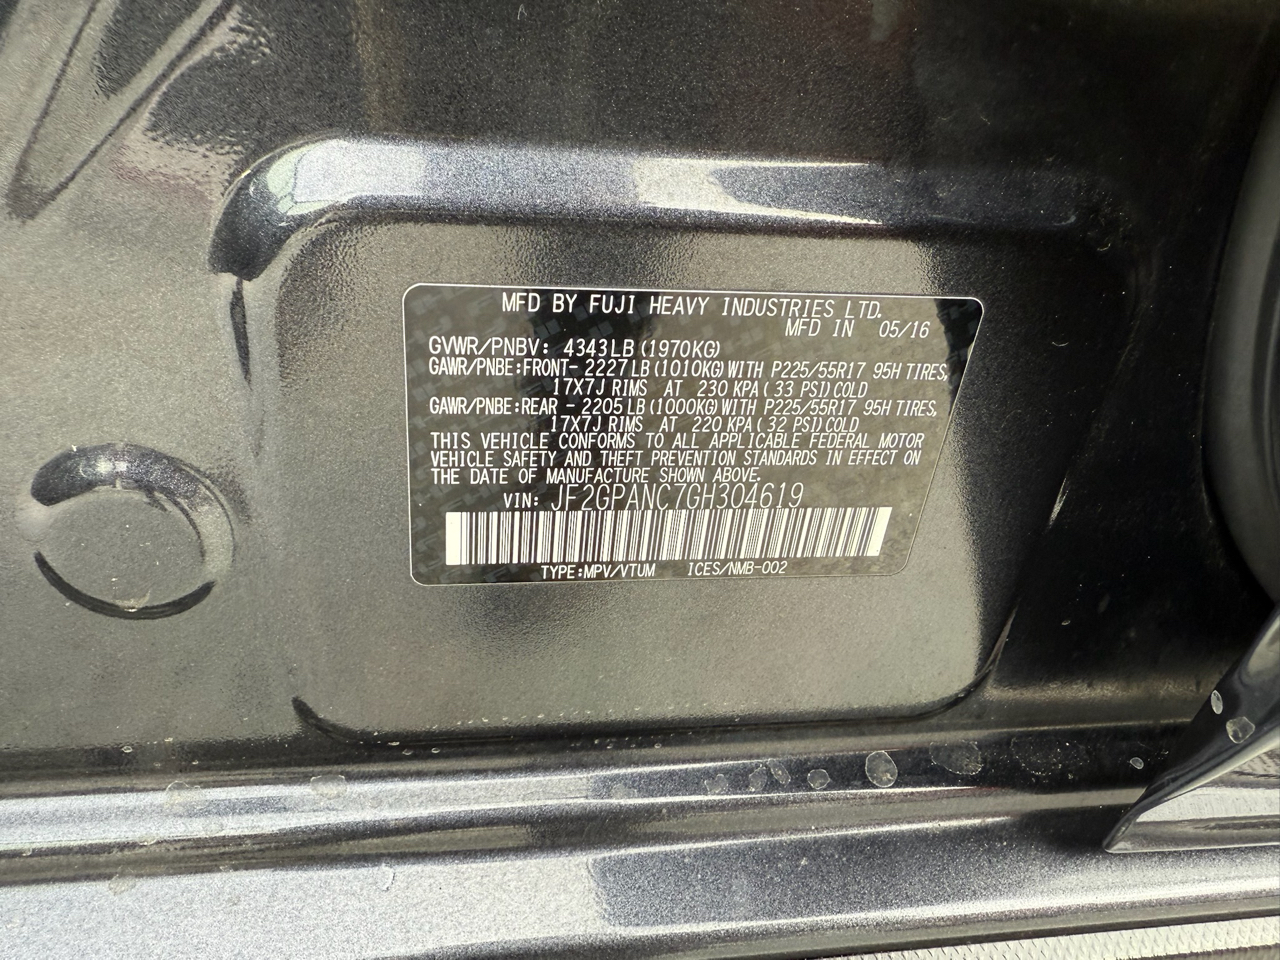 MFD BY FUJI HEAVY INDUSTRIES LTD.
MFD IN 05/16
GVWR/PNBV: 4343LB (1970KG)
GAWR/PNBE:FRONT- 2227LB (1010KG) WITH P225/55R17 95H TIRES,
17X7J RIMS AT 230 KPA (33 PSI) COLD
GAWR/PNBE:REAR - 2205LB (1000KG) WITH P225/55R17 95H TIRES,
17X7J RIMS AT 220 KPA (32 PSI) COLD
THIS VEHICLE CONFORMS TO ALL APPLICABLE FEDERAL MOTOR
VEHICLE SAFETY AND THEFT PREVENTION STANDARDS IN EFFECT ON
THE DATE OF MANUFACTURE SHOWN ABOVE.
VIN: JF2GPANC7GH304619
TYPE:MPV/VTUM ICES/NMB-002